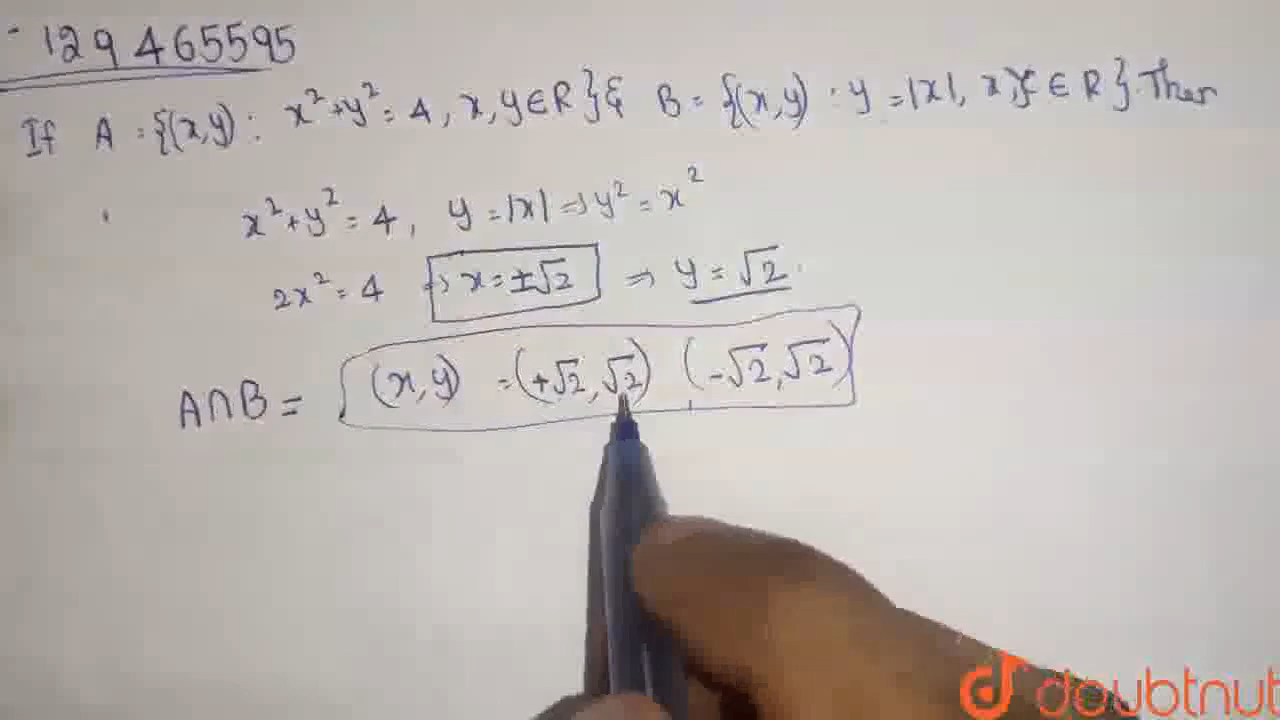 129465595
If A = {(x,y) : x²+y² = 4, x, y ∈ R} & B = {(x,y) : y = |x|, x,y ∈ R}. Then
x²+y² = 4, y = |x| ⇒ y² = x²
2x² = 4 ⇒ x = ±√2 ⇒ y = √2.
A∩B = (x,y) = (+√2, √2) (-√2, √2)
doubtnut